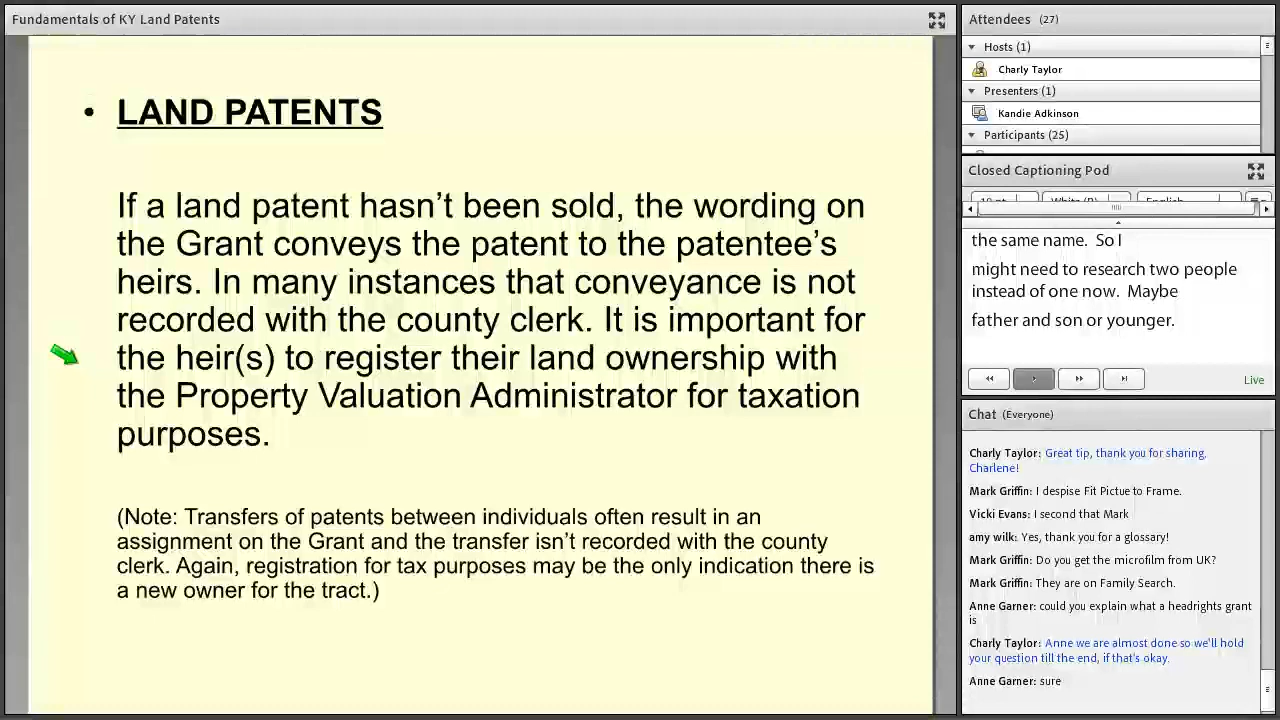 Fundamentals of KY Land Patents
• LAND PATENTS
If a land patent hasn't been sold, the wording on
the Grant conveys the patent to the patentee's
heirs. In many instances that conveyance is not
recorded with the county clerk. It is important for
the heir(s) to register their land ownership with
the Property Valuation Administrator for taxation
purposes.
(Note: Transfers of patents between individuals often result in an
assignment on the Grant and the transfer isn't recorded with the county
clerk. Again, registration for tax purposes may be the only indication there is
a new owner for the tract.)
Attendees (27)
Hosts (1)
Charly Taylor
Presenters (1)
Kandie Adkinson
Participants (25)
Closed Captioning Pod
the same name. So I
might need to research two people
instead of one now. Maybe
father and son or younger.
Live
Chat (Everyone)
Charly Taylor: Great tip, thank you for sharing,
Charlene!
Mark Griffin: I despise Fit Pictue to Frame.
Vicki Evans: I second that Mark
amy wilk: Yes, thank you for a glossary!
Mark Griffin: Do you get the microfilm from UK?
Mark Griffin: They are on Family Search.
Anne Garner: could you explain what a headrights grant
is
Charly Taylor: Anne we are almost done so we'll hold
your question till the end, if that's okay.
Anne Garner: sure